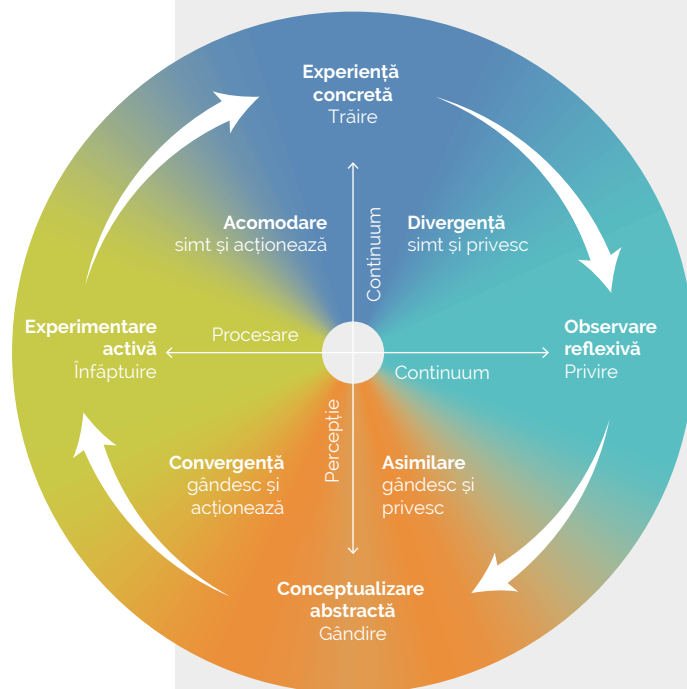 Experiență
concretă
Trăire
Acomodare
simt și acționează
Divergență
simt și privesc
Continuum
Experimentare
activă
Înfăptuire
Procesare
Continuum
Observare
reflexivă
Privire
Percepție
Convergență
gândesc și
acționează
Asimilare
gândesc și
privesc
Conceptualizare
abstractă
Gândire